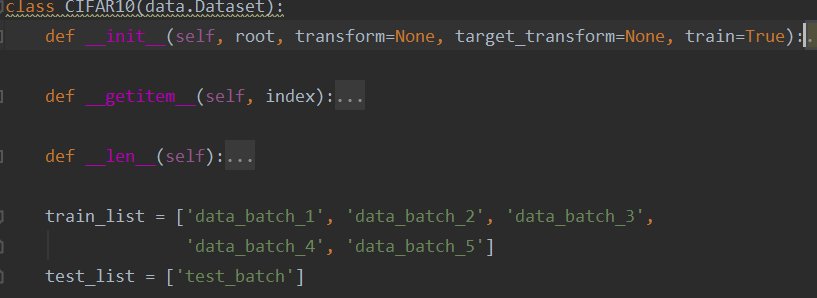 class CIFAR10(data.Dataset):
    def __init__(self, root, transform=None, target_transform=None, train=True):...
    def __getitem__(self, index):...
    def __len__(self):...
    train_list = ['data_batch_1', 'data_batch_2', 'data_batch_3',
                  'data_batch_4', 'data_batch_5']
    test_list = ['test_batch']